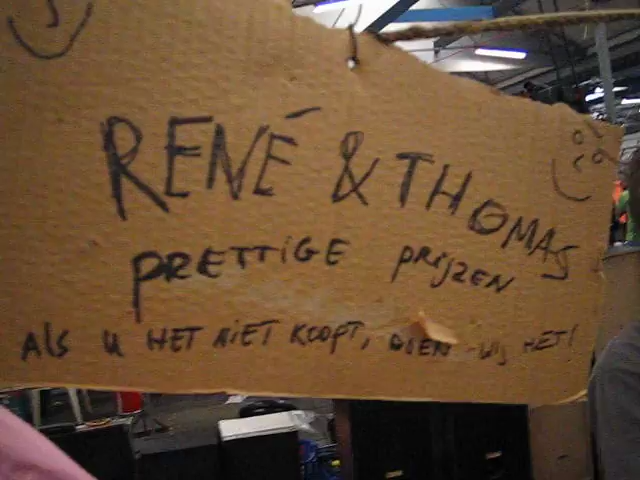 RENÉ & THOMAS
PRETTIGE PRIJZEN
Als u HET NIET KOOPT, DOEN WIJ HET!